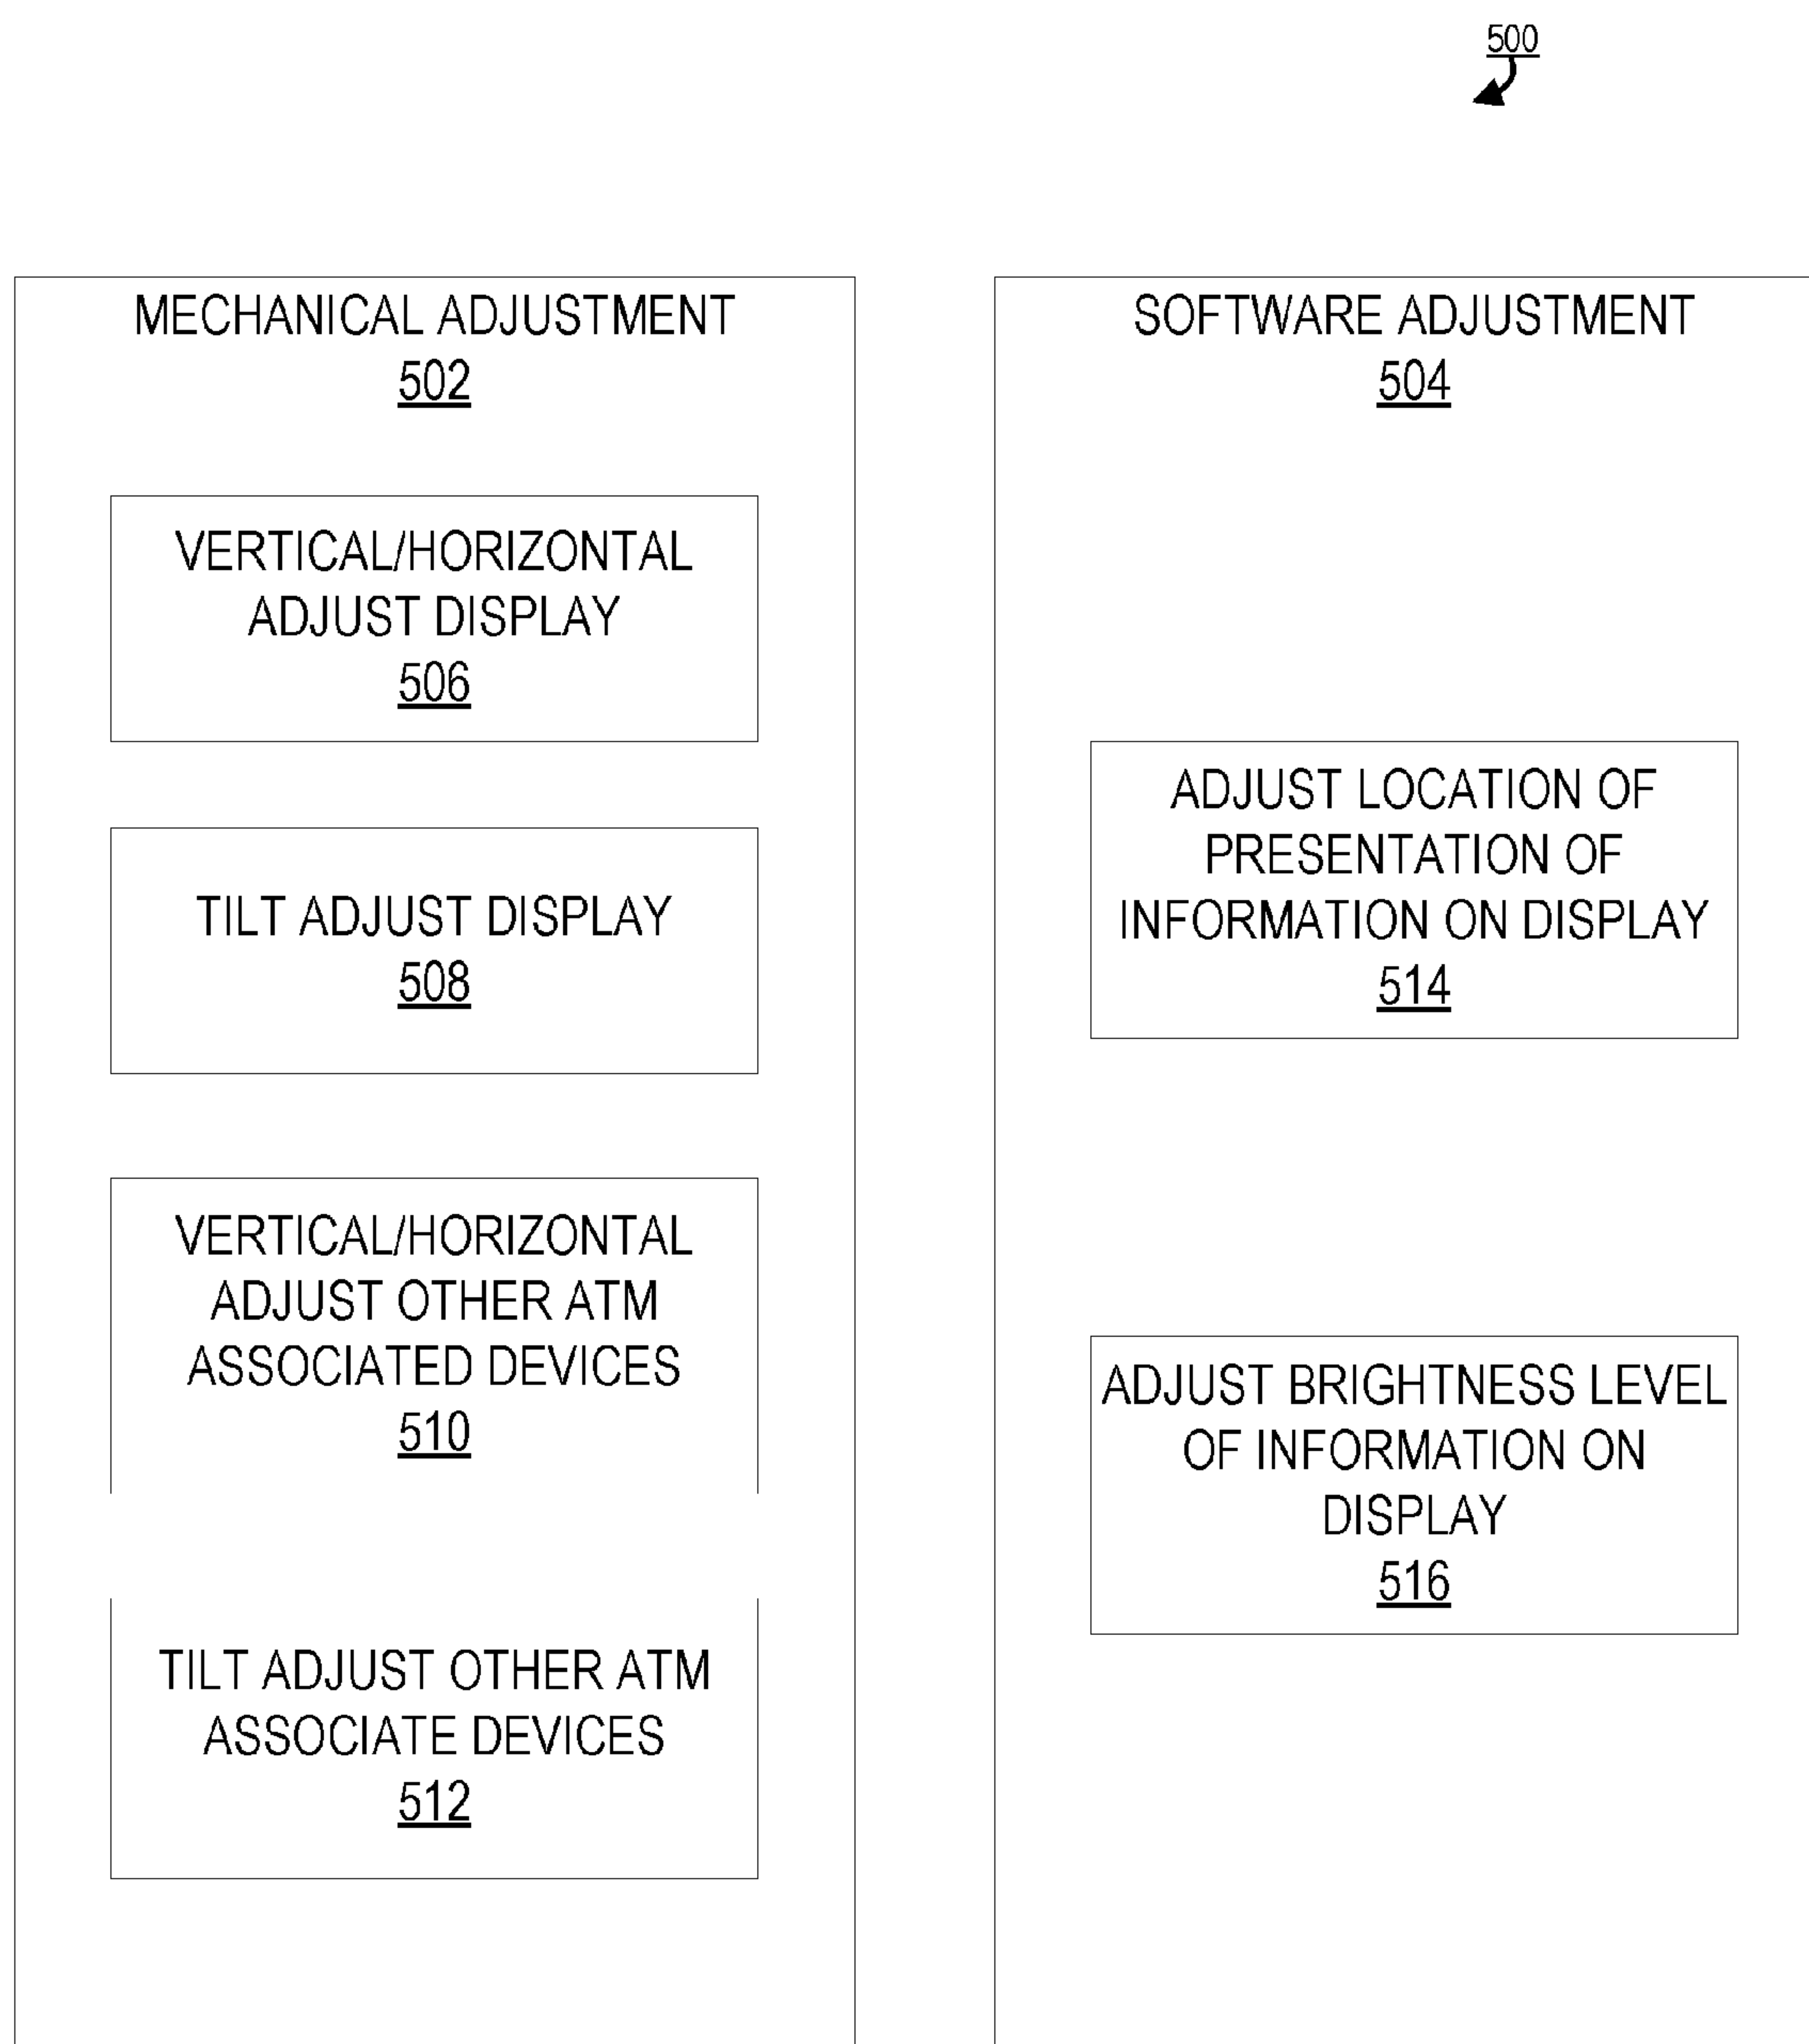 500
MECHANICAL ADJUSTMENT
502
VERTICAL/HORIZONTAL
ADJUST DISPLAY
506
TILT ADJUST DISPLAY
508
VERTICAL/HORIZONTAL
ADJUST OTHER ATM
ASSOCIATED DEVICES
510
TILT ADJUST OTHER ATM
ASSOCIATE DEVICES
512
SOFTWARE ADJUSTMENT
504
ADJUST LOCATION OF
PRESENTATION OF
INFORMATION ON DISPLAY
514
ADJUST BRIGHTNESS LEVEL
OF INFORMATION ON
DISPLAY
516